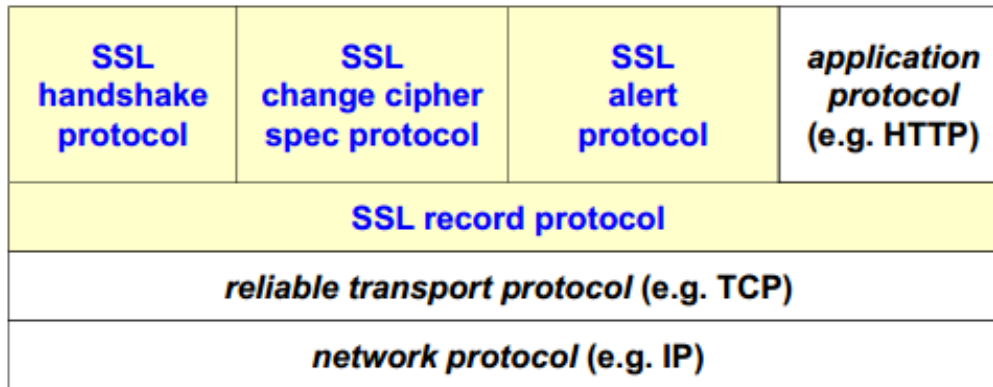 SSL
handshake
protocol
SSL
change cipher
spec protocol
SSL
alert
protocol
application
protocol
(e.g. HTTP)
SSL record protocol
reliable transport protocol (e.g. TCP)
network protocol (e.g. IP)